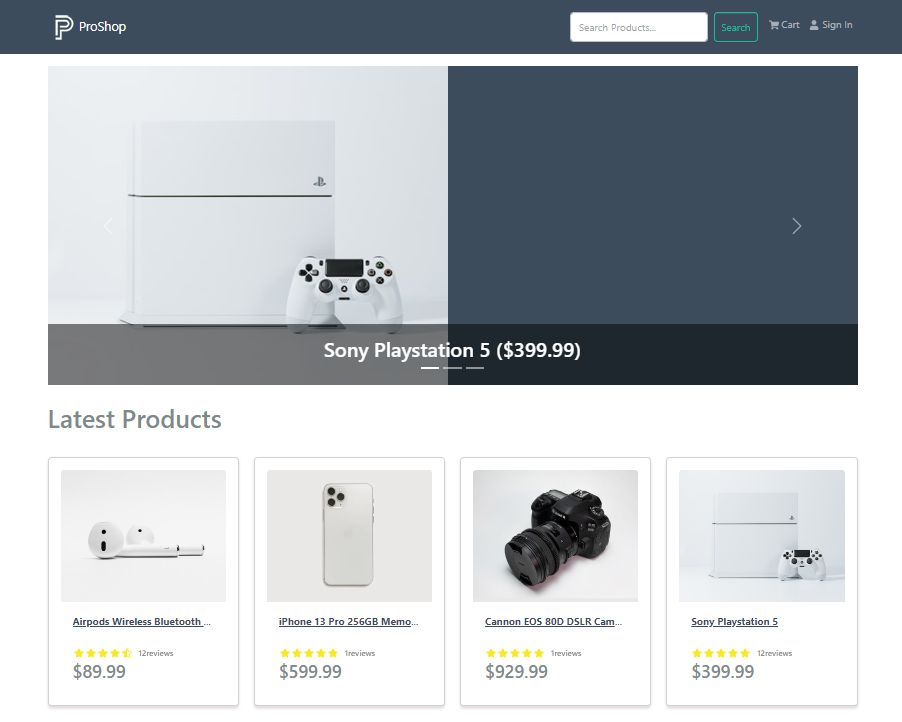 ProShop
Search Products...
Search
Cart
Sign In
Sony Playstation 5 ($399.99)
Latest Products
Airpods Wireless Bluetooth ...
12reviews
$89.99
iPhone 13 Pro 256GB Memo...
1reviews
$599.99
Cannon EOS 80D DSLR Cam...
1reviews
$929.99
Sony Playstation 5
12reviews
$399.99